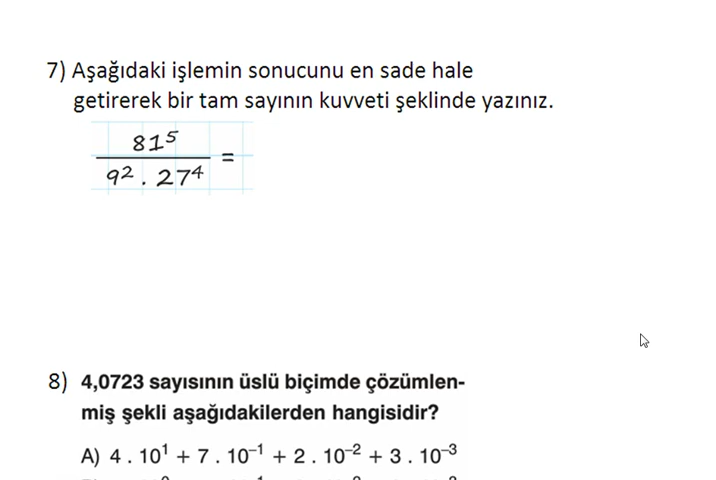 7) Aşağıdaki işlemin sonucunu en sade hale
getirerek bir tam sayının kuvveti şeklinde yazınız.
81⁵
9² . 27⁴
=
8) 4,0723 sayısının üslü biçimde çözümlen-
miş şekli aşağıdakilerden hangisidir?
A) 4 . 10¹ + 7 . 10⁻¹ + 2 . 10⁻² + 3 . 10⁻³